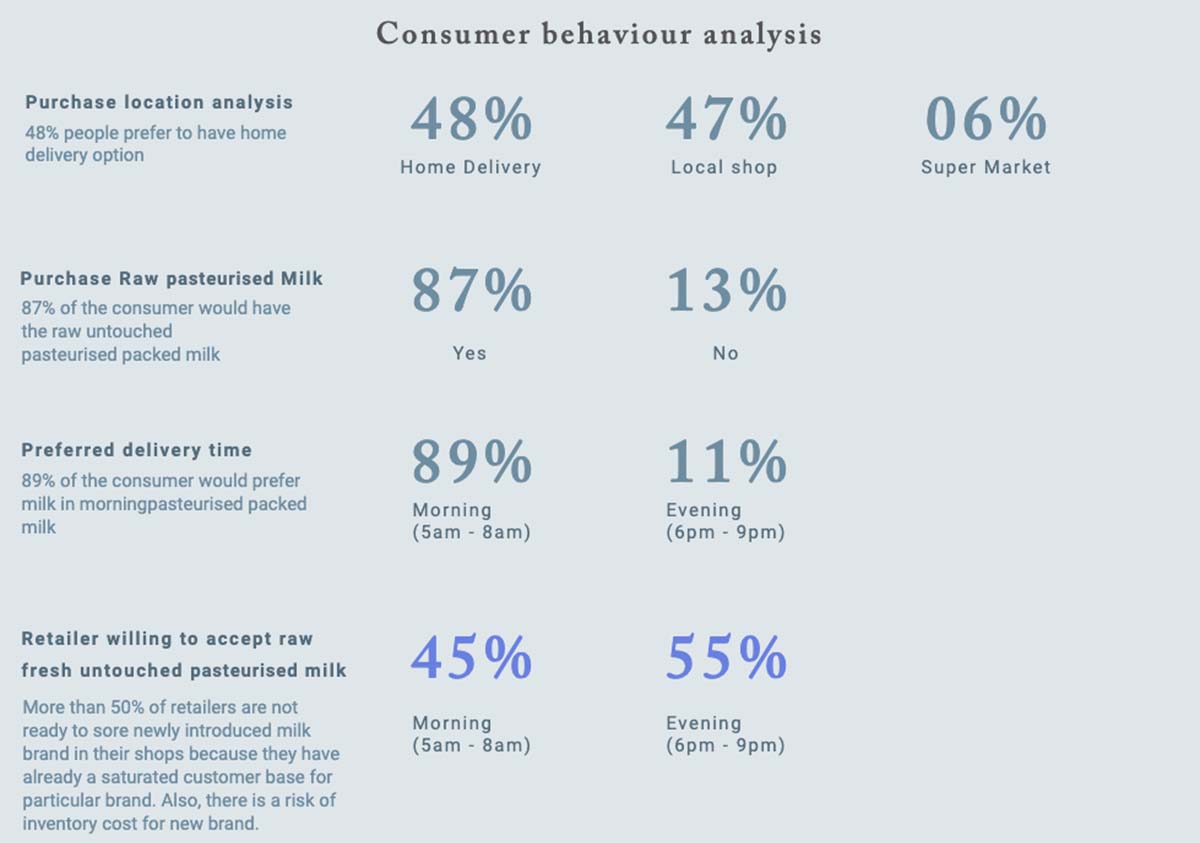 Consumer behaviour analysis
Purchase location analysis
48% people prefer to have home
delivery option
48%
Home Delivery
47%
Local shop
06%
Super Market
Purchase Raw pasteurised Milk
87% of the consumer would have
the raw untouched
pasteurised packed milk
87%
Yes
13%
No
Preferred delivery time
89% of the consumer would prefer
milk in morningpasteurised packed
milk
89%
Morning
(5am - 8am)
11%
Evening
(6pm - 9pm)
Retailer willing to accept raw
fresh untouched pasteurised milk
More than 50% of retailers are not
ready to sore newly introduced milk
brand in their shops because they have
already a saturated customer base for
particular brand. Also, there is a risk of
inventory cost for new brand.
45%
Morning
(5am - 8am)
55%
Evening
(6pm - 9pm)